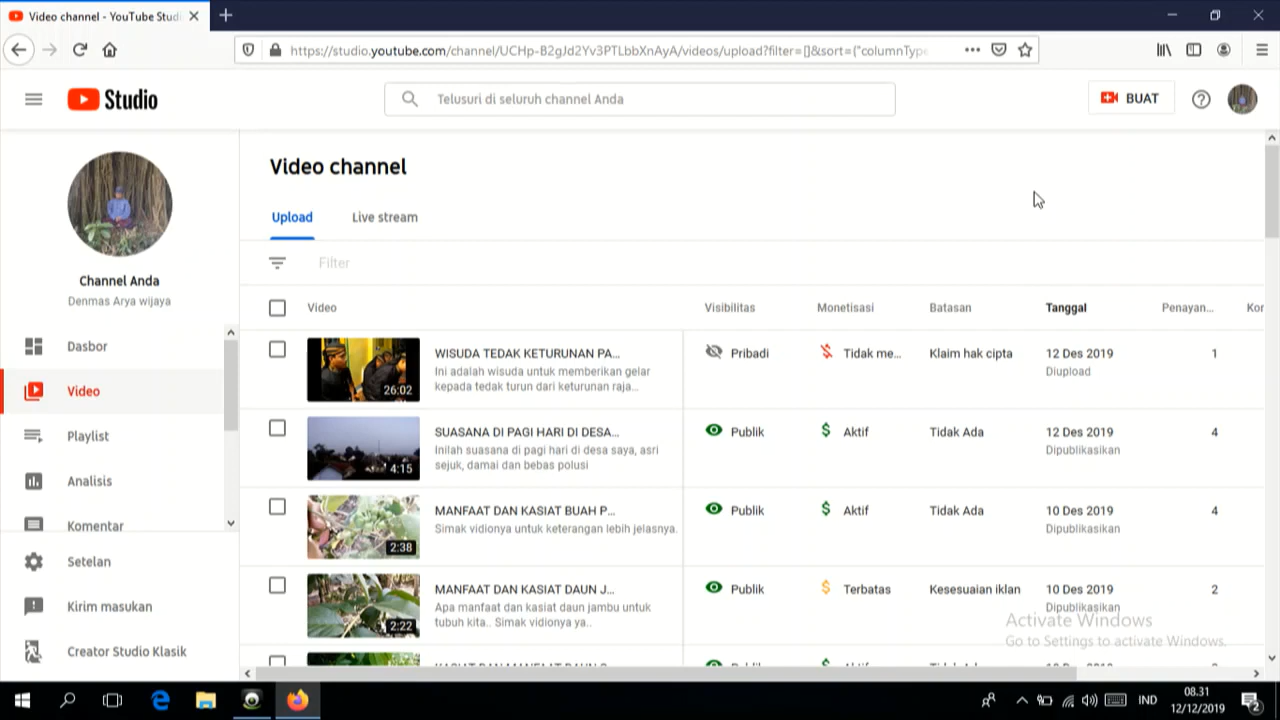 Video channel - YouTube Studi
https://studio.youtube.com/channel/UCHp-B2gJd2Yv3PTLbbXnAyA/videos/upload?filter=[]&sort={"columnType
Studio
Telusuri di seluruh channel Anda
BUAT
Channel Anda
Denmas Arya wijaya
Dasbor
Video
Playlist
Analisis
Komentar
Setelan
Kirim masukan
Creator Studio Klasik
Video channel
Upload Live stream
Filter
Video Visibilitas Monetisasi Batasan Tanggal Penayan... Kor
WISUDA TEDAK KETURUNAN PA... Pribadi Tidak me... Klaim hak cipta 12 Des 2019 1
Ini adalah wisuda untuk memberikan gelar Diupload
kepada tedak turun dari keturunan raja...
26:02
SUASANA DI PAGI HARI DI DESA... Publik Aktif Tidak Ada 12 Des 2019 4
Inilah suasana di pagi hari di desa saya, asri Dipublikasikan
sejuk, damai dan bebas polusi
4:15
MANFAAT DAN KASIAT BUAH P... Publik Aktif Tidak Ada 10 Des 2019 4
Simak vidionya untuk keterangan lebih jelasnya. Dipublikasikan
2:38
MANFAAT DAN KASIAT DAUN J... Publik Terbatas Kesesuaian iklan 10 Des 2019 2
Apa manfaat dan kasiat daun jambu untuk Dipublikasikan
tubuh kita.. Simak vidionya ya..
2:22
Activate Windows
Go to Settings to activate Windows.
IND
08.31
12/12/2019
2